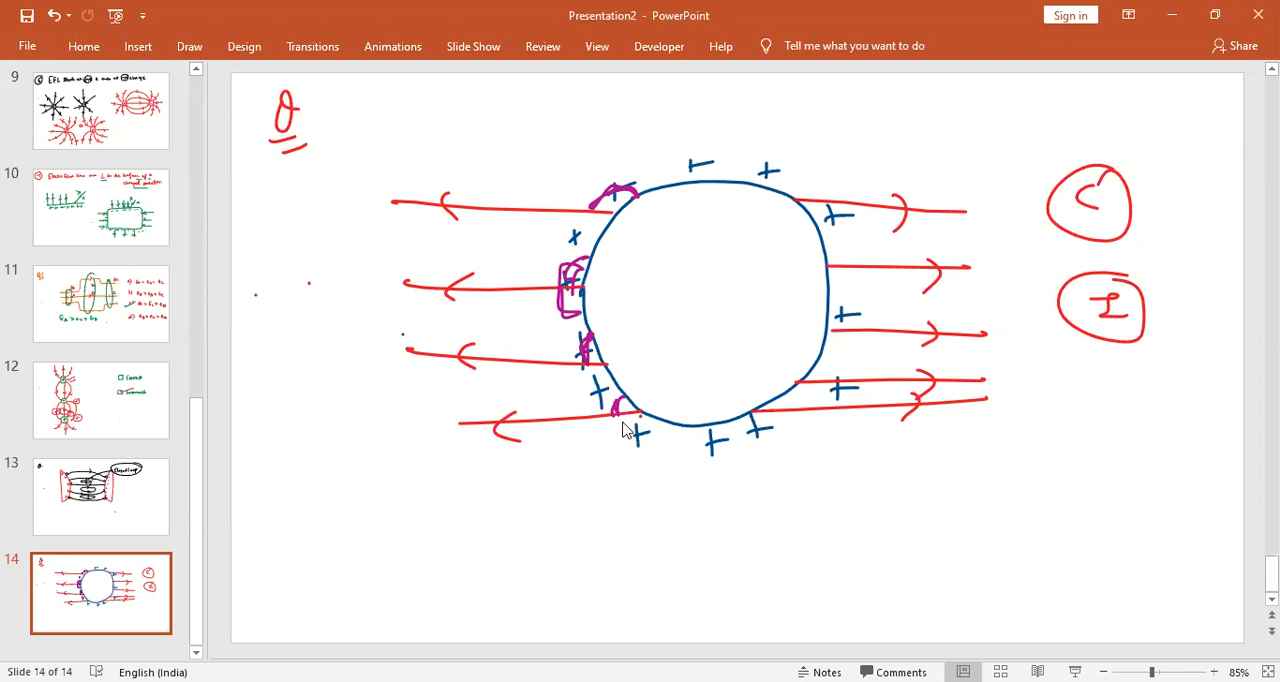 Presentation2 - PowerPoint
Sign in
File Home Insert Draw Design Transitions Animations Slide Show Review View Developer Help Tell me what you want to do
Share
9
10
11
12
13
14
Q
C
I
Slide 14 of 14
English (India)
Notes
Comments
85%